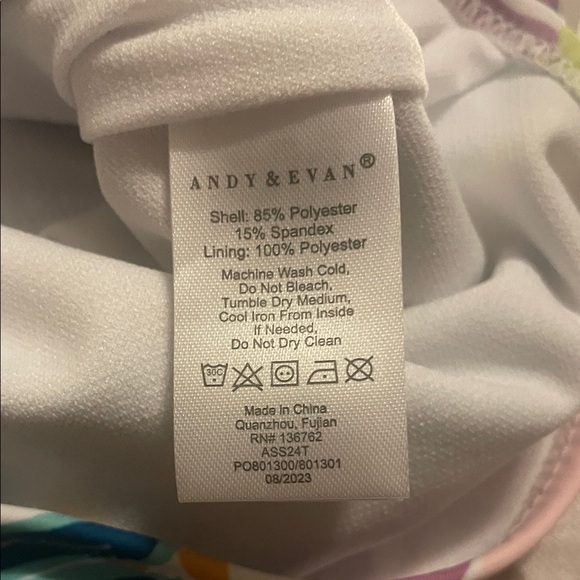 ANDY & EVAN®
Shell: 85% Polyester
15% Spandex
Lining: 100% Polyester
Machine Wash Cold,
Do Not Bleach,
Tumble Dry Medium,
Cool Iron From Inside
If Needed,
Do Not Dry Clean
30C
Made in China
Quanzhou, Fujian
RN# 136762
ASS24T
PO801300/801301
08/2023